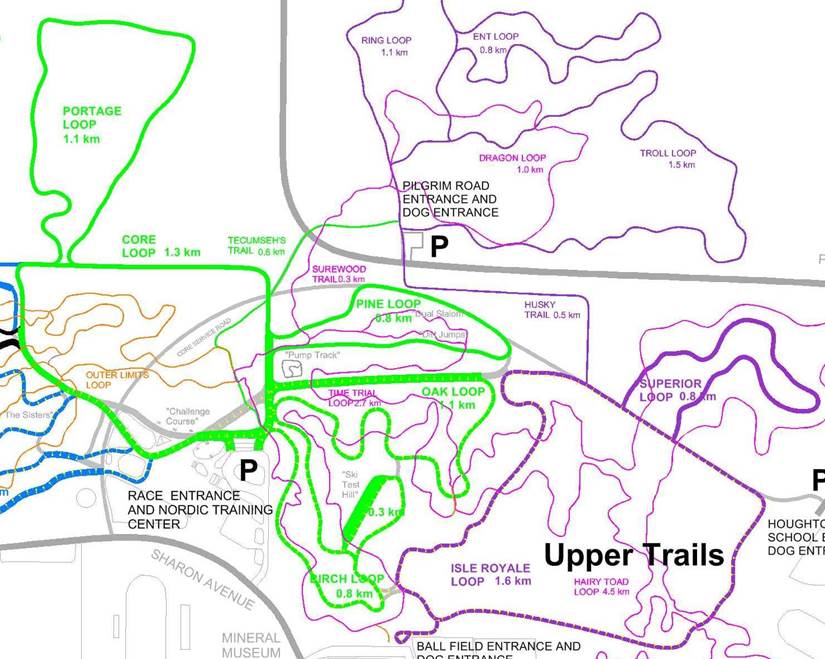 RING LOOP
1.1 km
ENT LOOP
0.8 km
PORTAGE
LOOP
1.1 km
DRAGON LOOP
1.0 km
TROLL LOOP
1.5 km
PILGRIM ROAD
ENTRANCE AND
DOG ENTRANCE
P
CORE
LOOP 1.3 km
TECUMSEH'S
TRAIL 0.6 km
SUREWOOD
TRAIL0.3 km
HUSKY
TRAIL 0.5 km
PINE LOOP
0.8 km
"Dual Slalom"
"Dirt Jumps"
CORE SERVICE ROAD
"Pump Track"
OUTER LIMITS
LOOP
TIME TRIAL
LOOP2.7 km
OAK LOOP
1.1 km
SUPERIOR
LOOP 0.8 km
The Sisters"
"Challenge
Course"
P
"Ski
Test
Hill"
0.3 km
P
RACE ENTRANCE
AND NORDIC TRAINING
CENTER
m
HOUGHTO
SCHOOL E
DOG ENTR
Upper Trails
SHARON AVENUE
BIRCH LOOP
0.8 km
ISLE ROYALE
LOOP 1.6 km
HAIRY TOAD
LOOP 4.5 km
MINERAL
MUSEUM
BALL FIELD ENTRANCE AND
DOG ENTRANCE